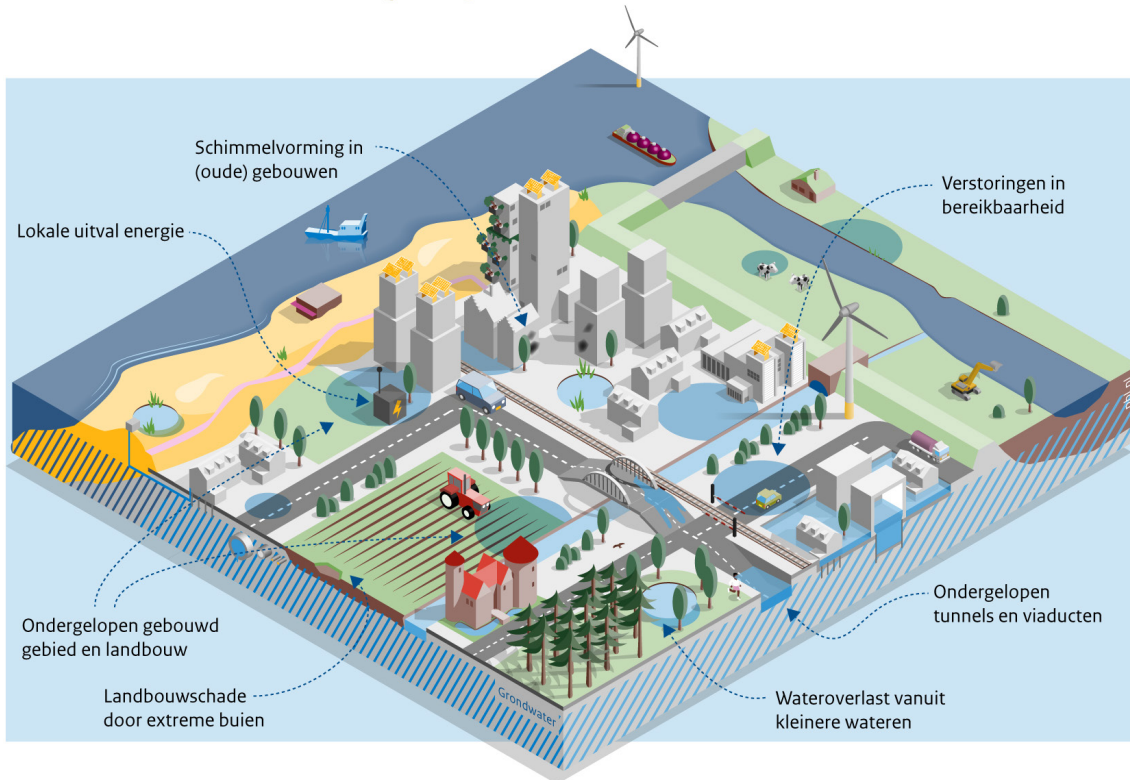 Schimmelvorming in
(oude) gebouwen
Verstoringen in
bereikbaarheid
Lokale uitval energie
Ondergelopen gebouwd
gebied en landbouw
Landbouwschade
door extreme buien
Grondwater
Wateroverlast vanuit
kleinere wateren
Ondergelopen
tunnels en viaducten